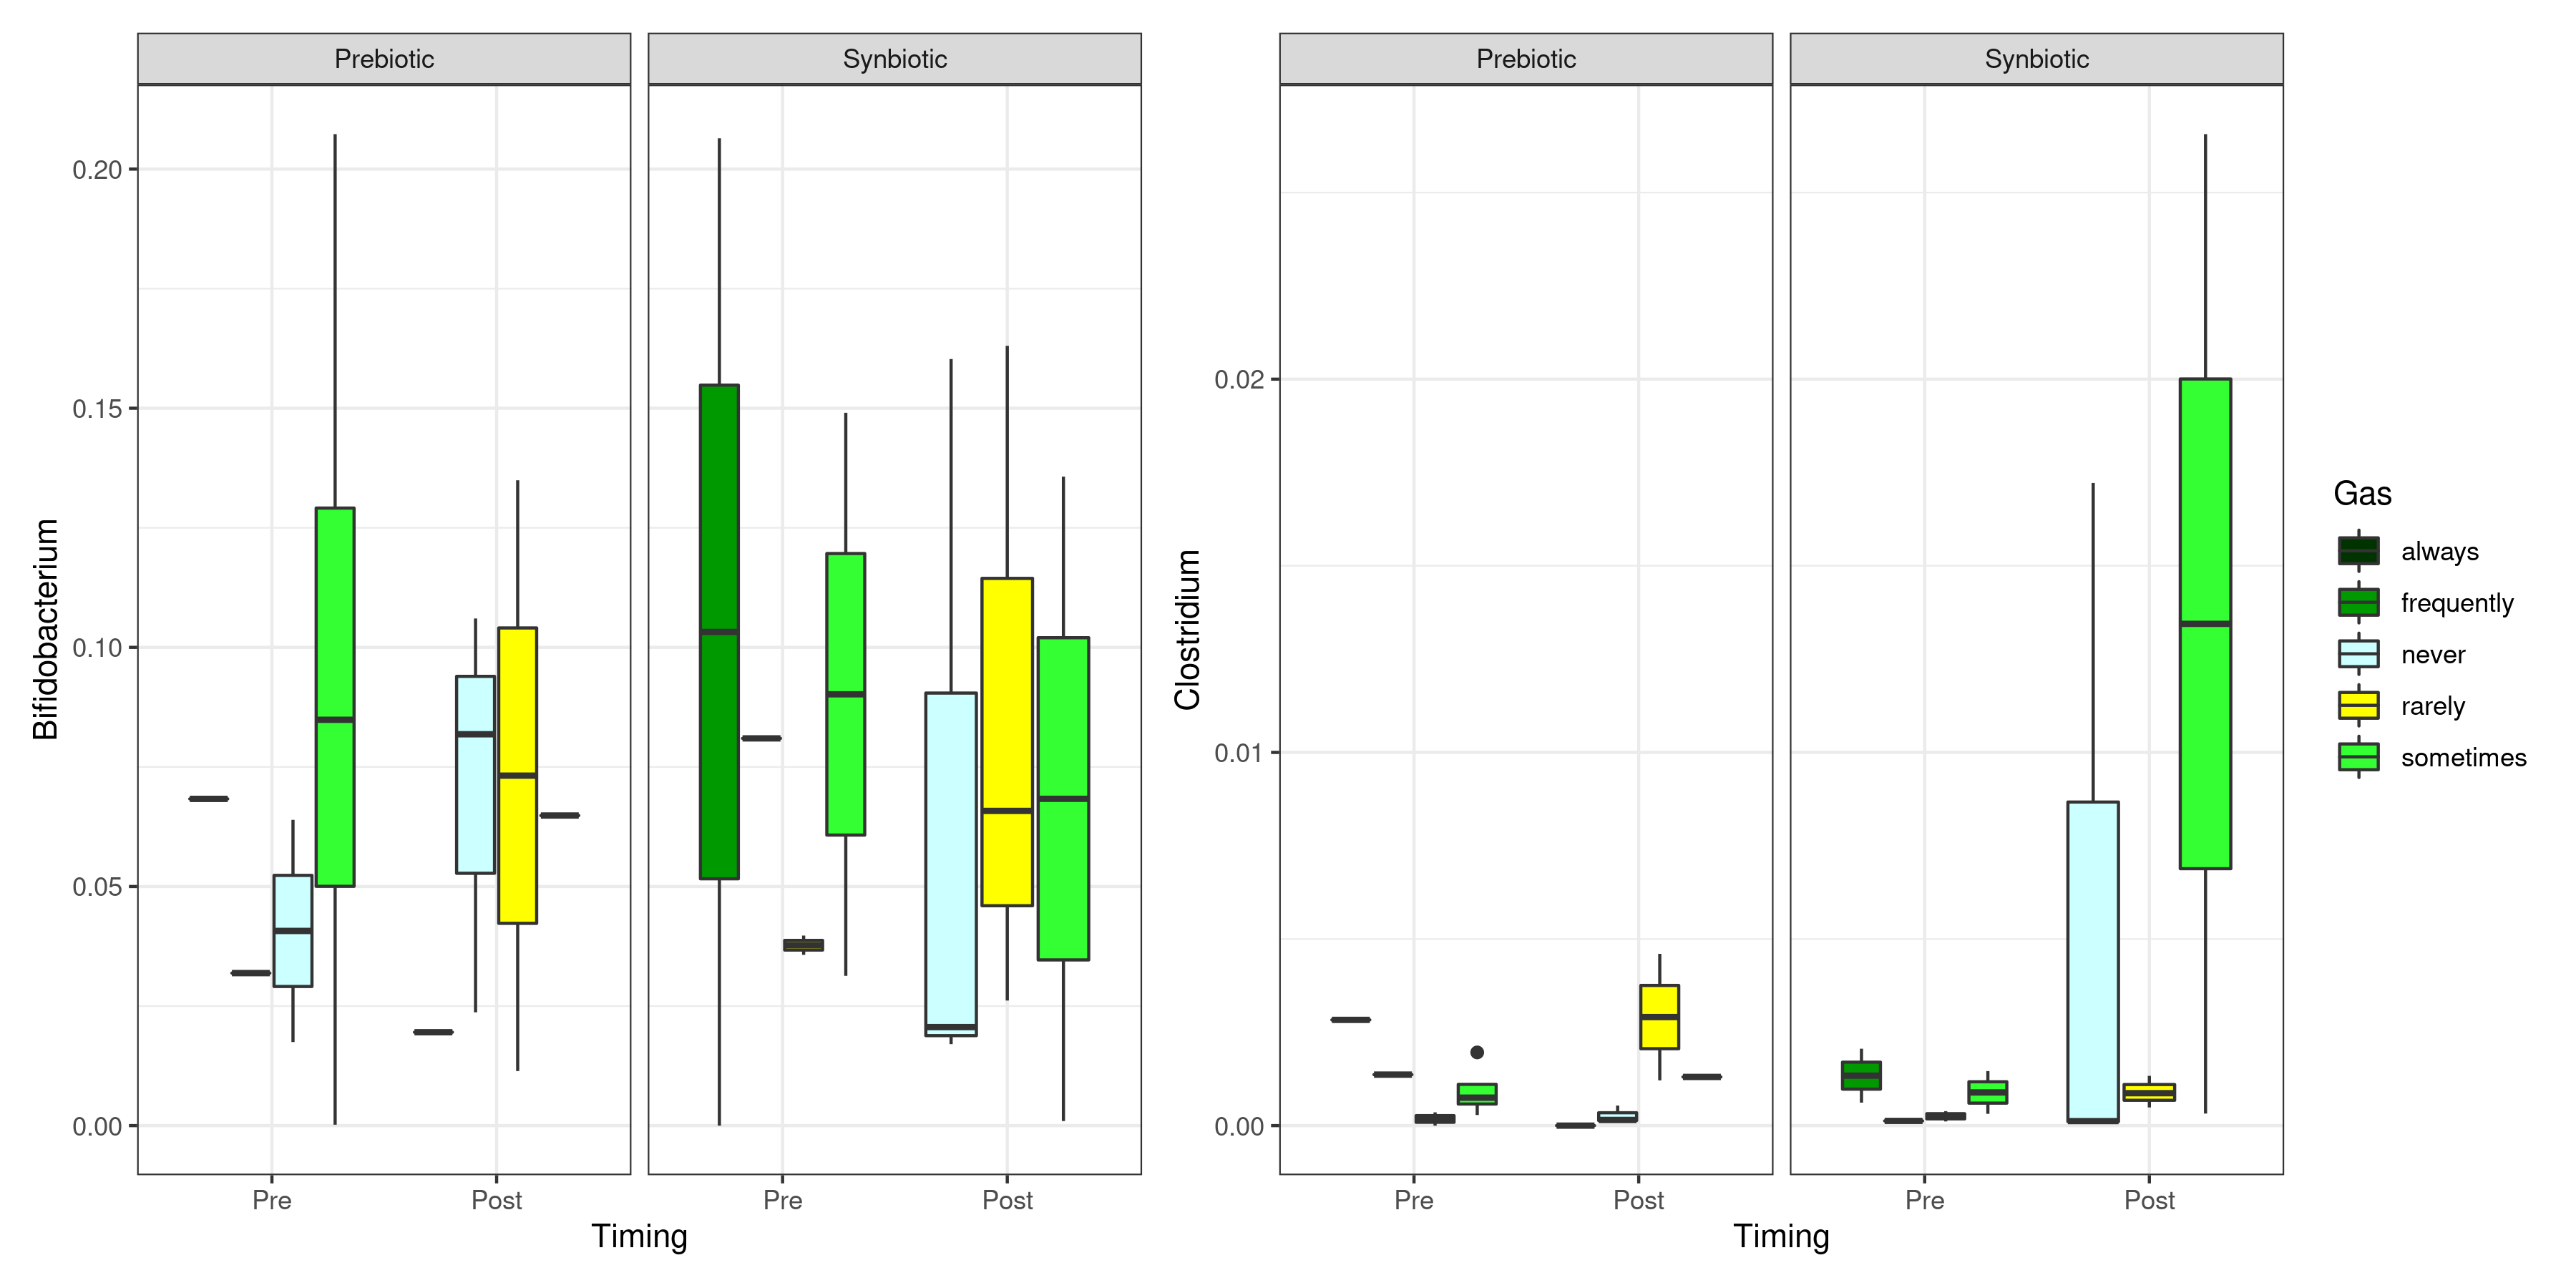 Prebiotic
Synbiotic
Bifidobacterium
0.20
0.15
0.10
0.05
0.00
Pre
Post
Pre
Post
Timing
Prebiotic
Synbiotic
Clostridium
0.02
0.01
0.00
Pre
Post
Pre
Post
Timing
Gas
always
frequently
never
rarely
sometimes